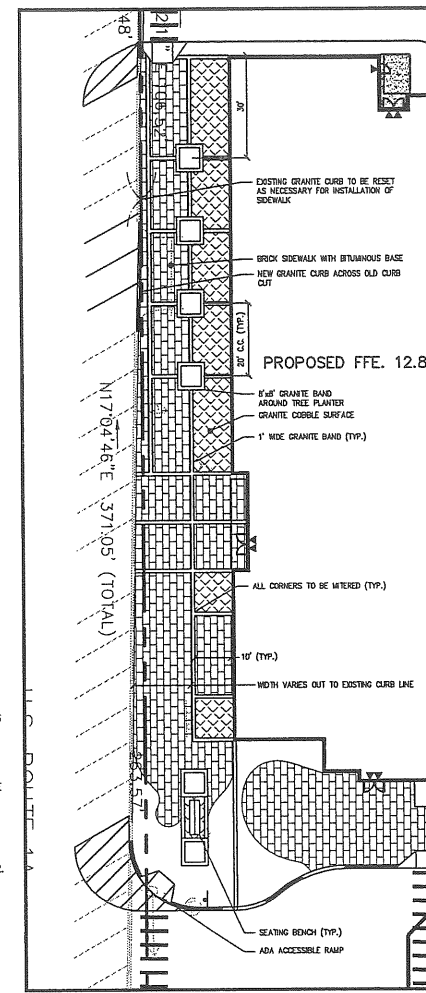 48'
30'
EXISTING GRANITE CURB TO BE RESET
AS NECESSARY FOR INSTALLATION OF
SIDEWALK
BRICK SIDEWALK WITH BITUMINOUS BASE
NEW GRANITE CURB ACROSS OLD CURB
CUT
20' C.C. (TYP.)
PROPOSED FFE. 12.8
8'x8' GRANITE BAND
AROUND TREE PLANTER
GRANITE COBBLE SURFACE
1' WIDE GRANITE BAND (TYP.)
N17°04'46"E 371.05' (TOTAL)
ALL CORNERS TO BE MITERED (TYP.)
10' (TYP.)
WIDTH VARIES OUT TO EXISTING CURB LINE
263.57'
SEATING BENCH (TYP.)
ADA ACCESSIBLE RAMP